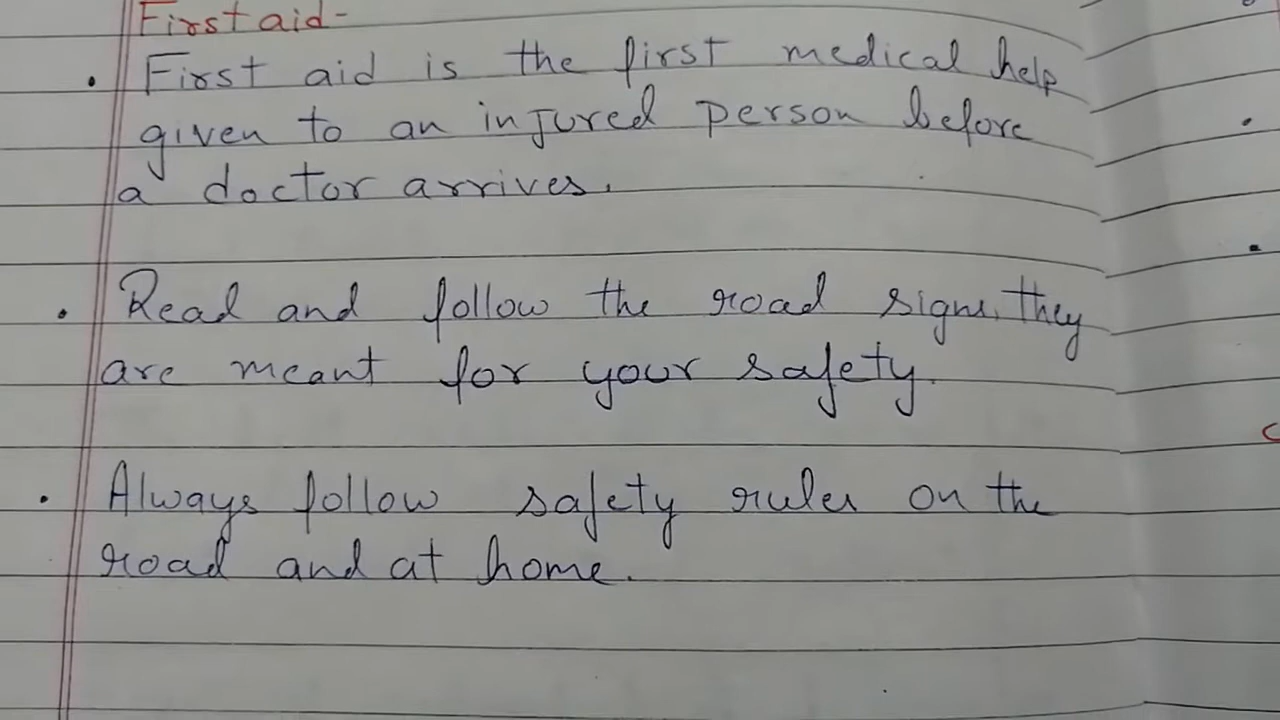 First aid-
• First aid is the first medical help
given to an injured person before
a doctor arrives.
• Read and follow the road signs, they
are meant for your safety.
• Always follow safety rules on the
road and at home.